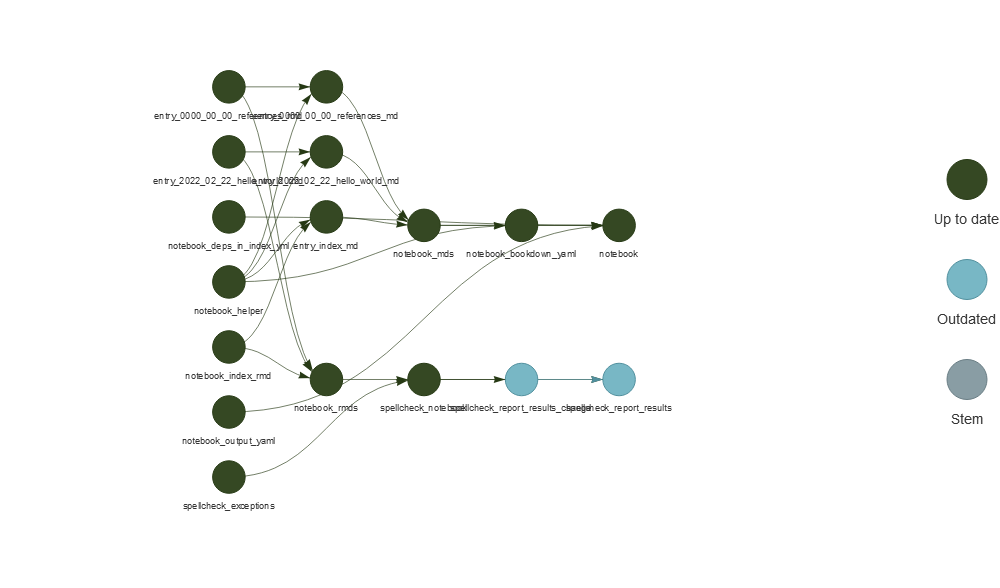 entry_0000_00_00_references_rmd
entry_0000_00_00_references_md
Up to date
entry_2022_02_22_hello_world_rmd
entry_2022_02_22_hello_world_md
notebook_deps_in_index_yml
entry_index_md
notebook_mds
notebook_bookdown_yaml
notebook
notebook_helper
Outdated
notebook_index_rmd
notebook_rmds
spellcheck_notebook
spellcheck_report_results
Stem
notebook_output_yaml
spellcheck_exceptions